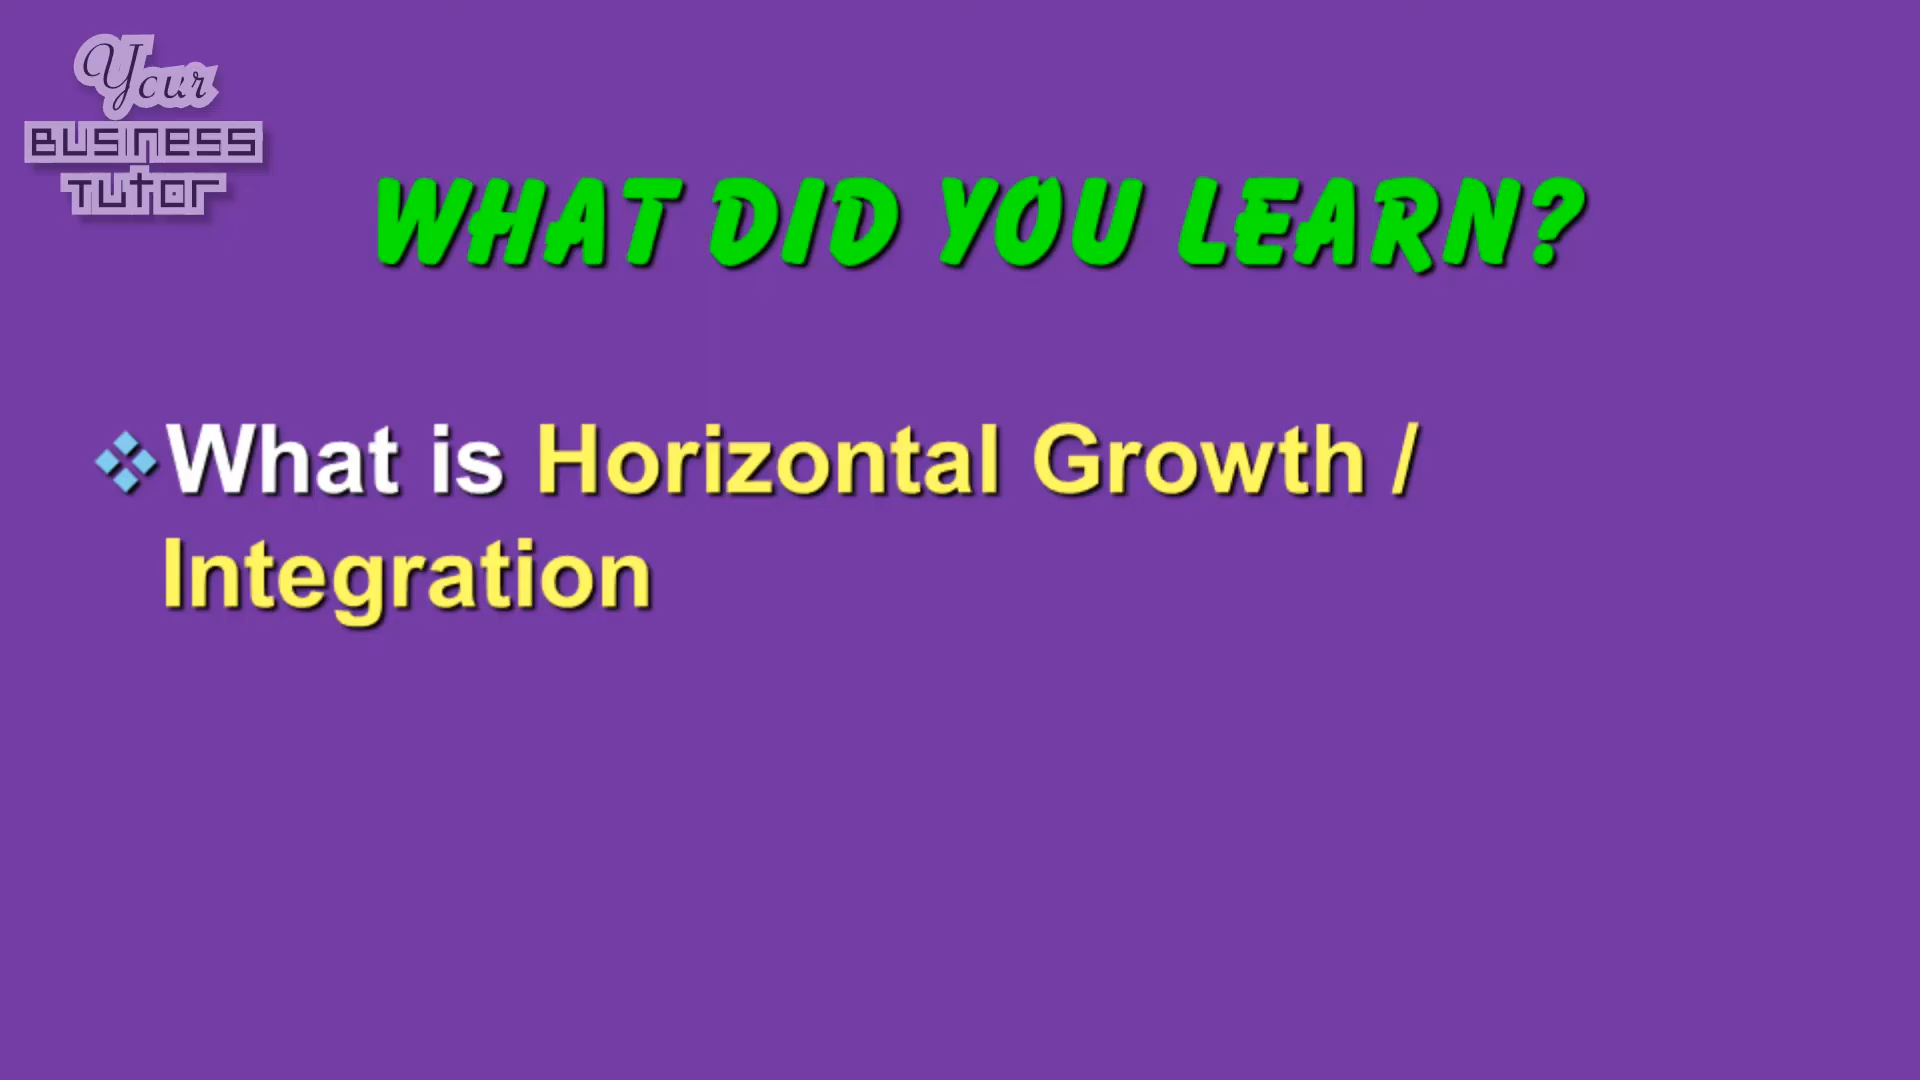 Your
BUSINESS
TUTOR
WHAT DID YOU LEARN?
What is Horizontal Growth /
Integration